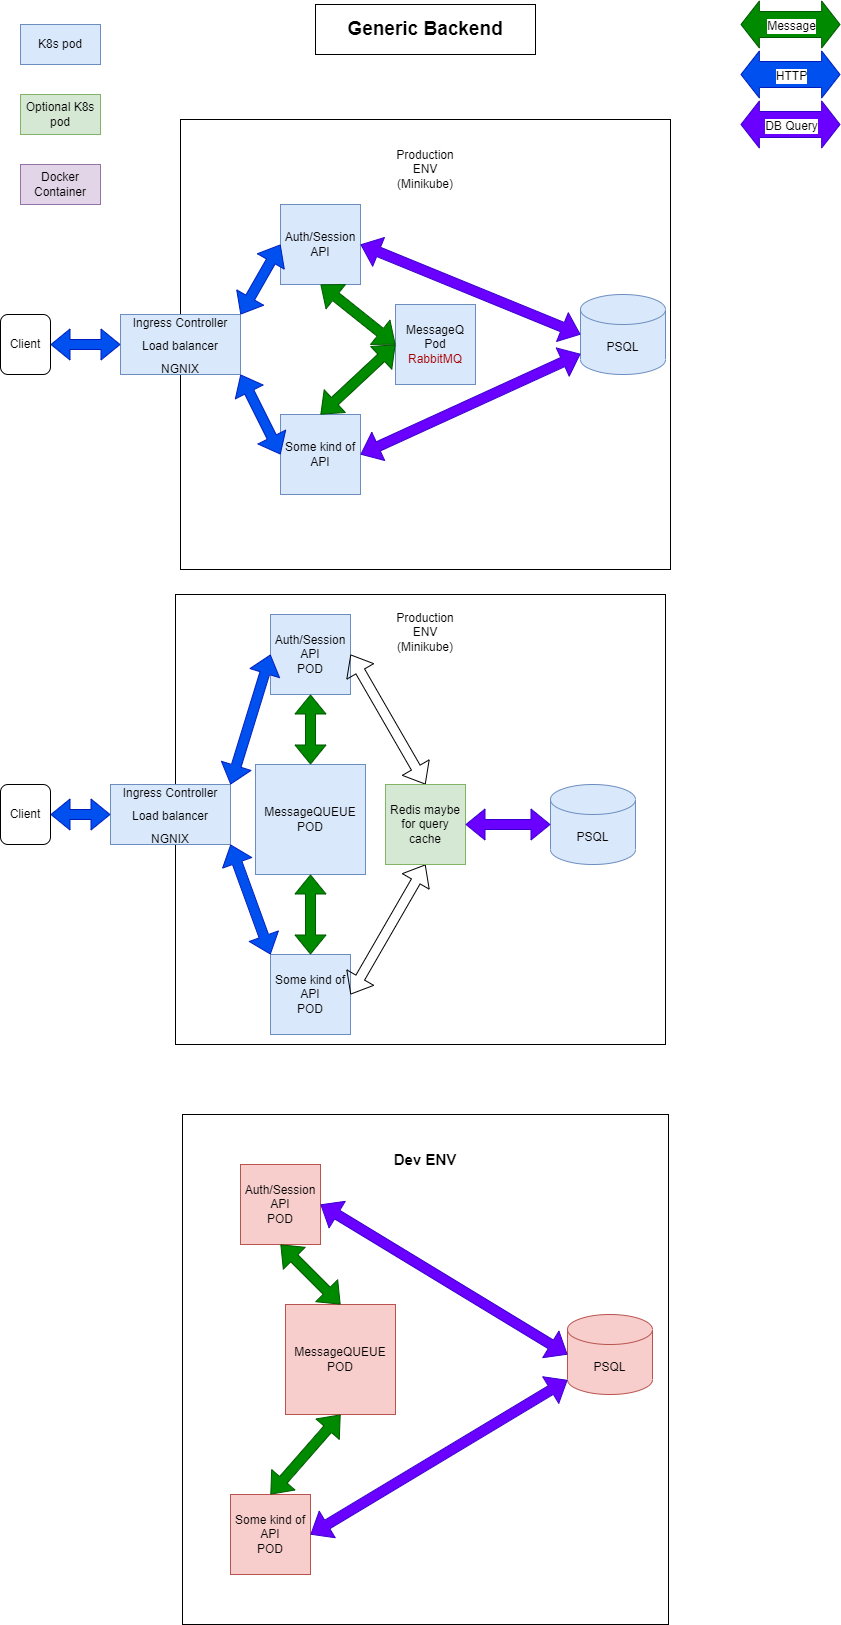 Generic Backend
K8s pod
Optional K8s
pod
Docker
Container
Message
HTTP
DB Query
Production
ENV
(Minikube)
Auth/Session
API
Client
Ingress Controller
Load balancer
NGNIX
MessageQ
Pod
RabbitMQ
PSQL
Some kind of
API
Production
ENV
(Minikube)
Auth/Session
API
POD
Client
Ingress Controller
Load balancer
NGNIX
MessageQUEUE
POD
Redis maybe
for query
cache
PSQL
Some kind of
API
POD
Dev ENV
Auth/Session
API
POD
MessageQUEUE
POD
PSQL
Some kind of
API
POD